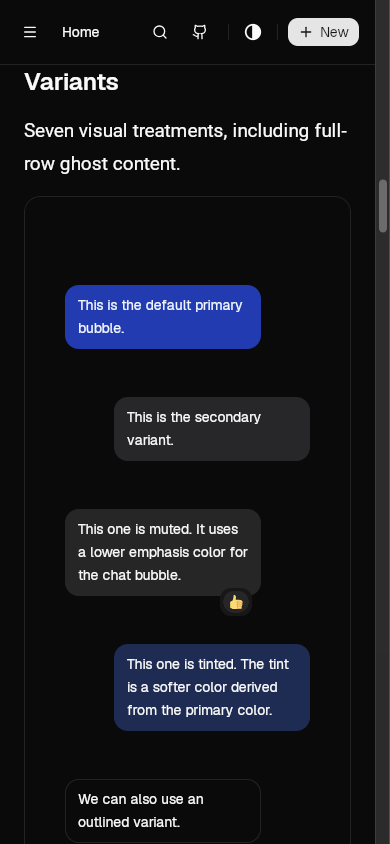 Home
New
Variants
Seven visual treatments, including full-
row ghost content.
This is the default primary
bubble.
This is the secondary
variant.
This one is muted. It uses
a lower emphasis color for
the chat bubble.
This one is tinted. The tint
is a softer color derived
from the primary color.
We can also use an
outlined variant.